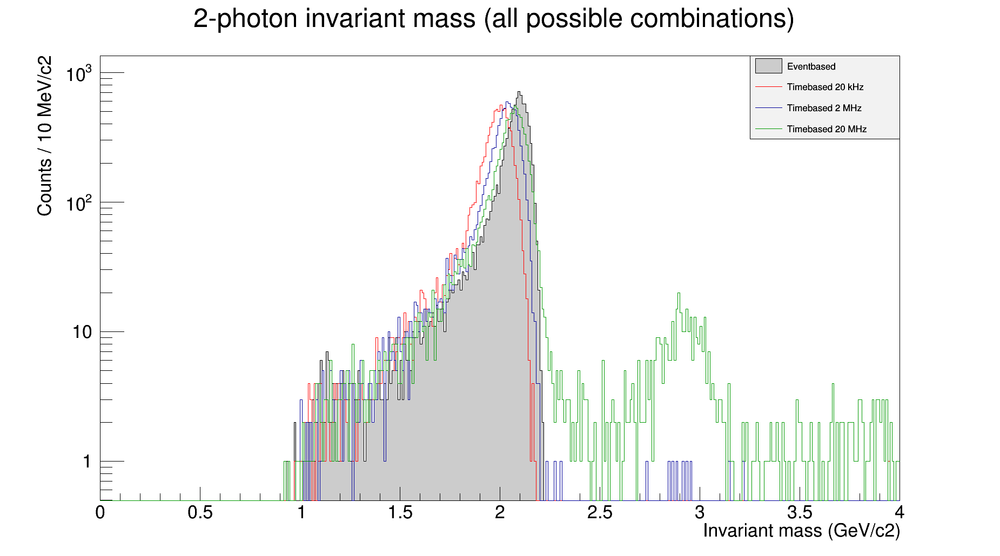 2-photon invariant mass (all possible combinations)
Counts / 10 MeV/c2
10³
10²
10
1
Eventbased
Timebased 20 kHz
Timebased 2 MHz
Timebased 20 MHz
0 0.5 1 1.5 2 2.5 3 3.5 4
Invariant mass (GeV/c2)